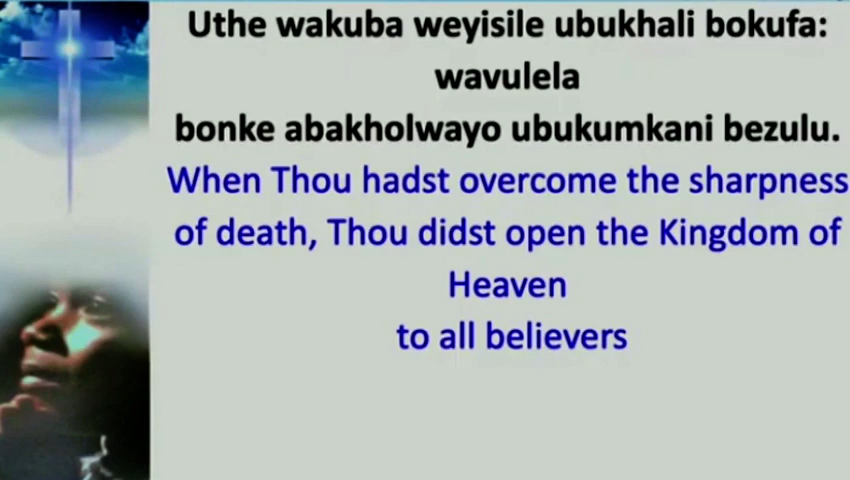 Uthe wakuba weyisile ubukhali bokufa:
wavulela
bonke abakholwayo ubukumkani bezulu.
When Thou hadst overcome the sharpness
of death, Thou didst open the Kingdom of
Heaven
to all believers